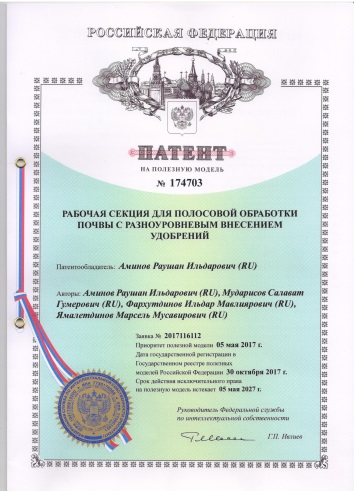 РОССИЙСКАЯ ФЕДЕРАЦИЯ
ПАТЕНТ
НА ПОЛЕЗНУЮ МОДЕЛЬ
№ 174703
РАБОЧАЯ СЕКЦИЯ ДЛЯ ПОЛОСОВОЙ ОБРАБОТКИ
ПОЧВЫ С РАЗНОУРОВНЕВЫМ ВНЕСЕНИЕМ
УДОБРЕНИЙ
Патентообладатель: Аминов Раушан Ильдарович (RU)
Авторы: Аминов Раушан Ильдарович (RU), Мударисов Салават
Гумерович (RU), Фархутдинов Ильдар Мавлиярович (RU),
Ямалетдинов Марсель Мусавирович (RU)
Заявка № 2017116112
Приоритет полезной модели 05 мая 2017 г.
Дата государственной регистрации в
Государственном реестре полезных
моделей Российской Федерации 30 октября 2017 г.
Срок действия исключительного права
на полезную модель истекает 05 мая 2027 г.
Руководитель Федеральной службы
по интеллектуальной собственности
Г.П. Ивлиев